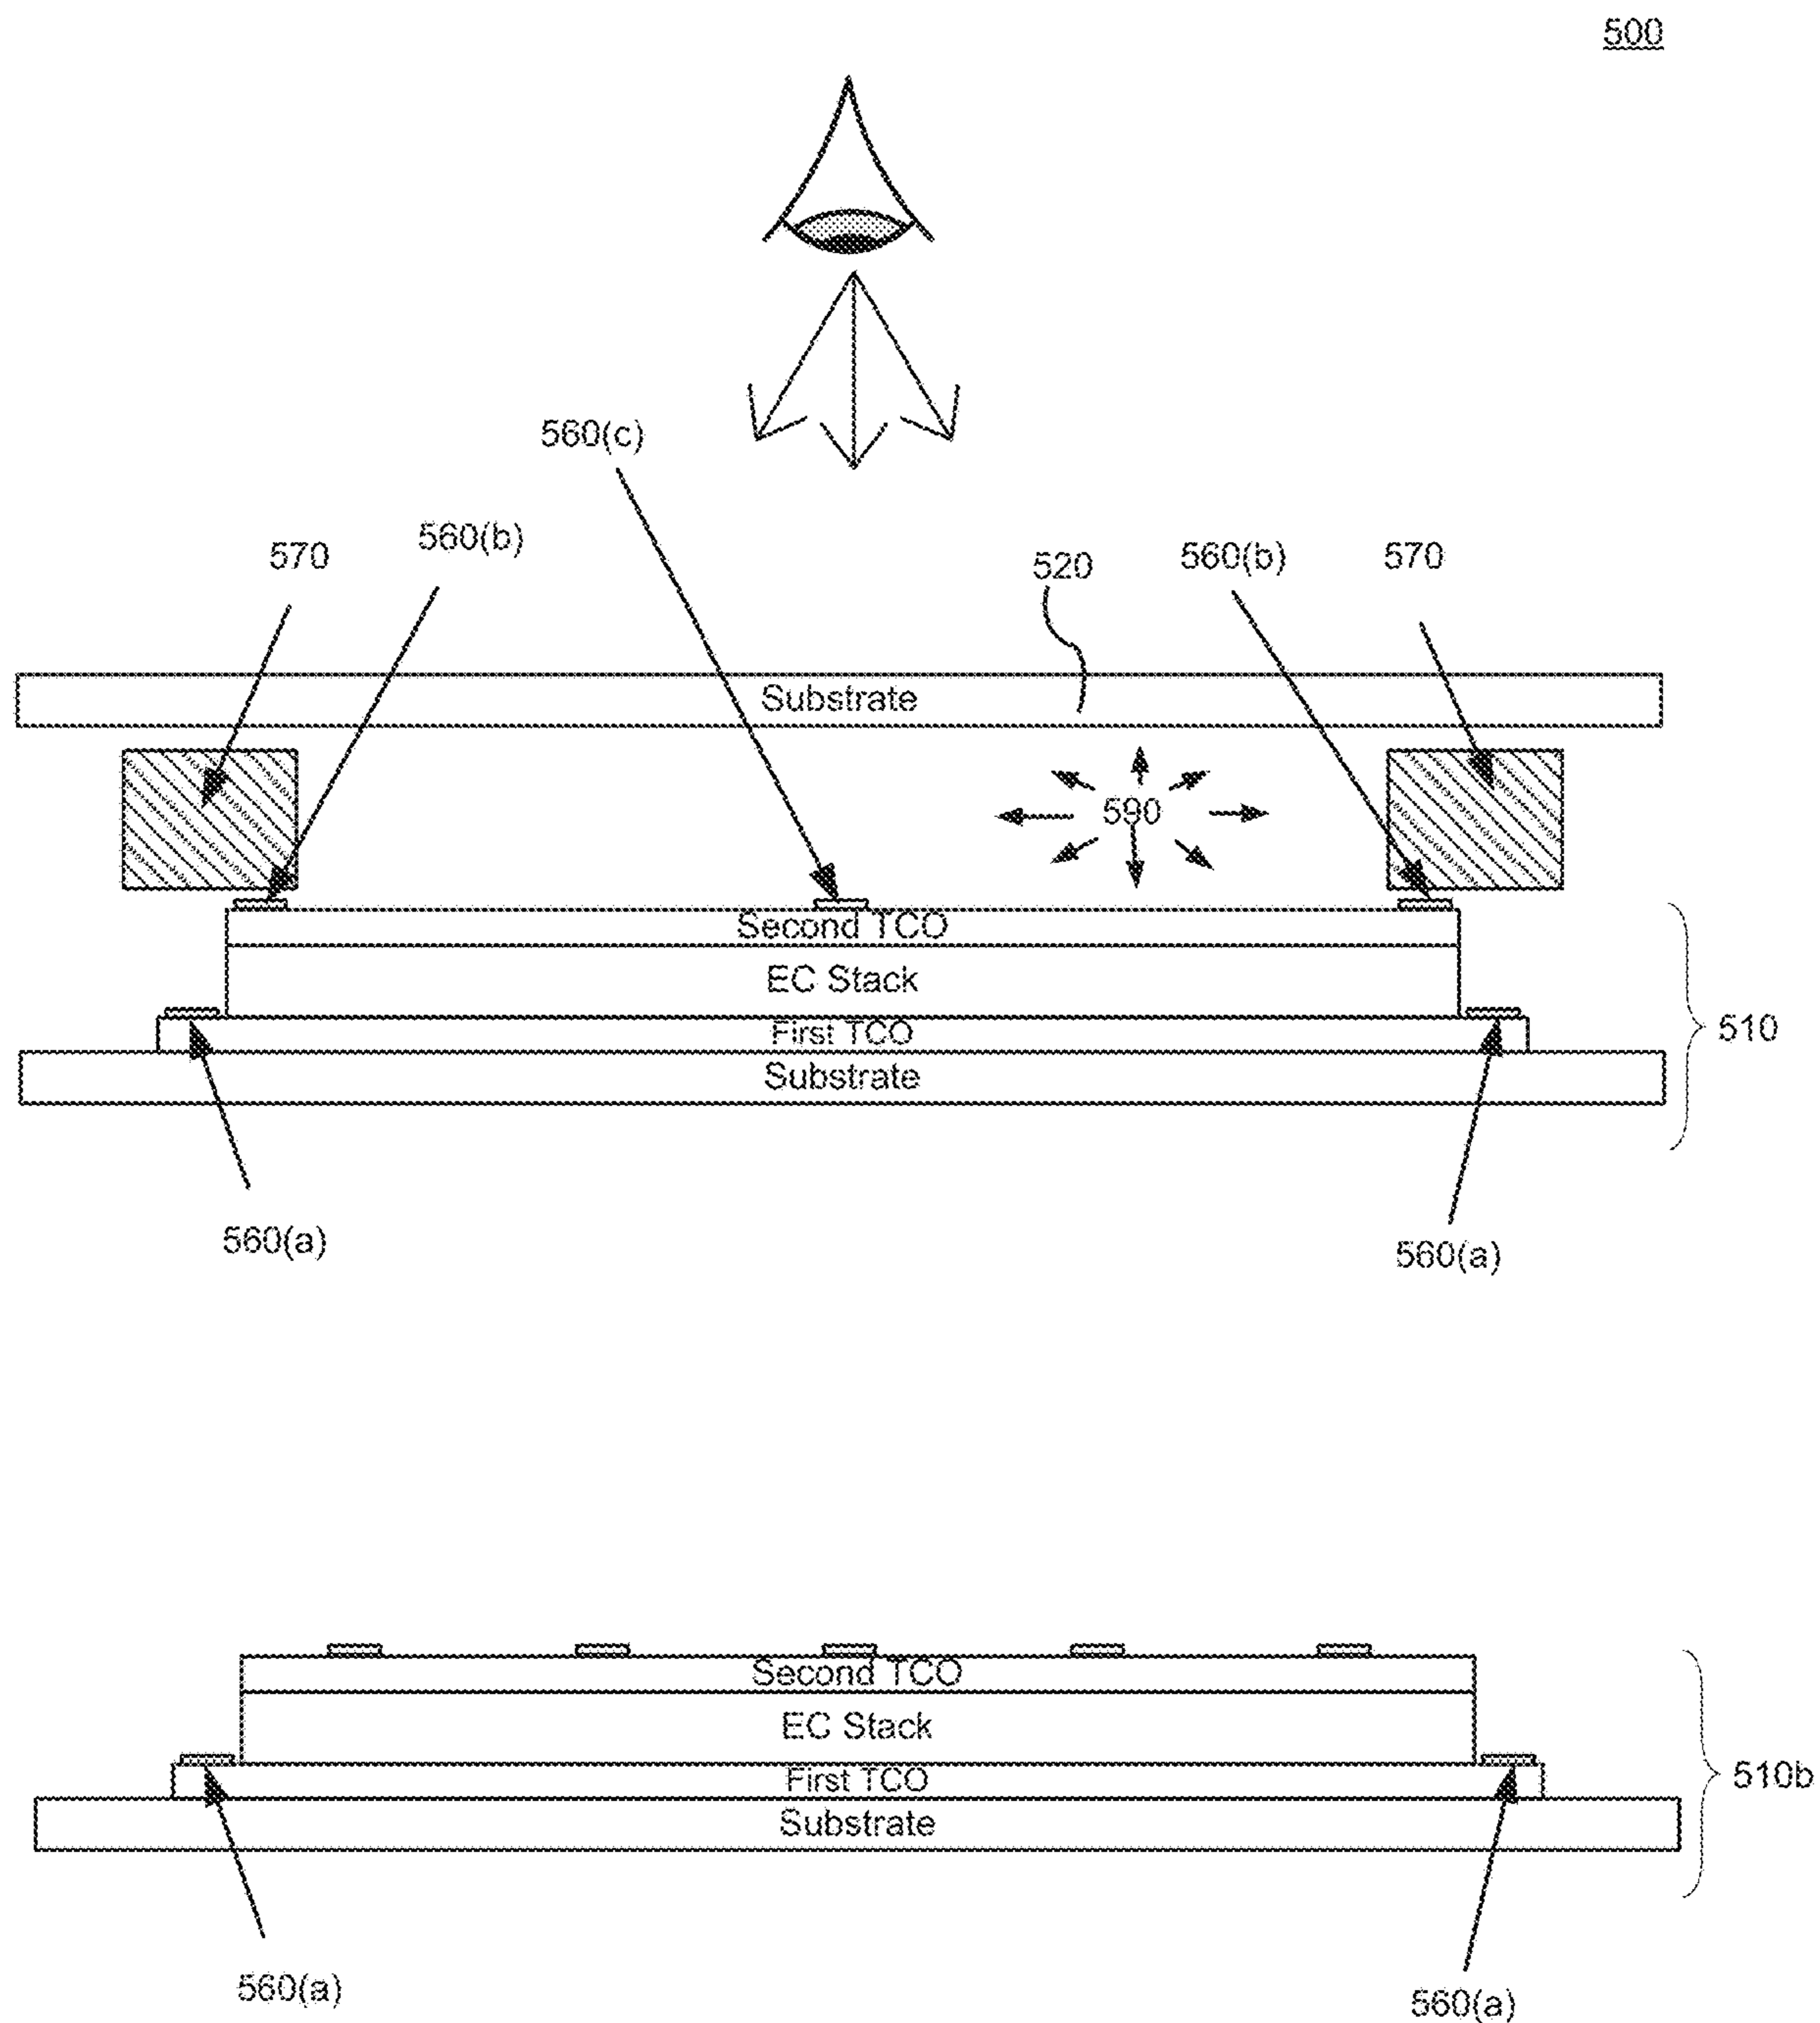 500
560(c)
560(b)
570
520
560(b)
570
Substrate
590
Second TCO
EC Stack
First TCO
510
Substrate
560(a)
560(a)
Second TCO
EC Stack
510b
First TCO
Substrate
560(a)
560(a)